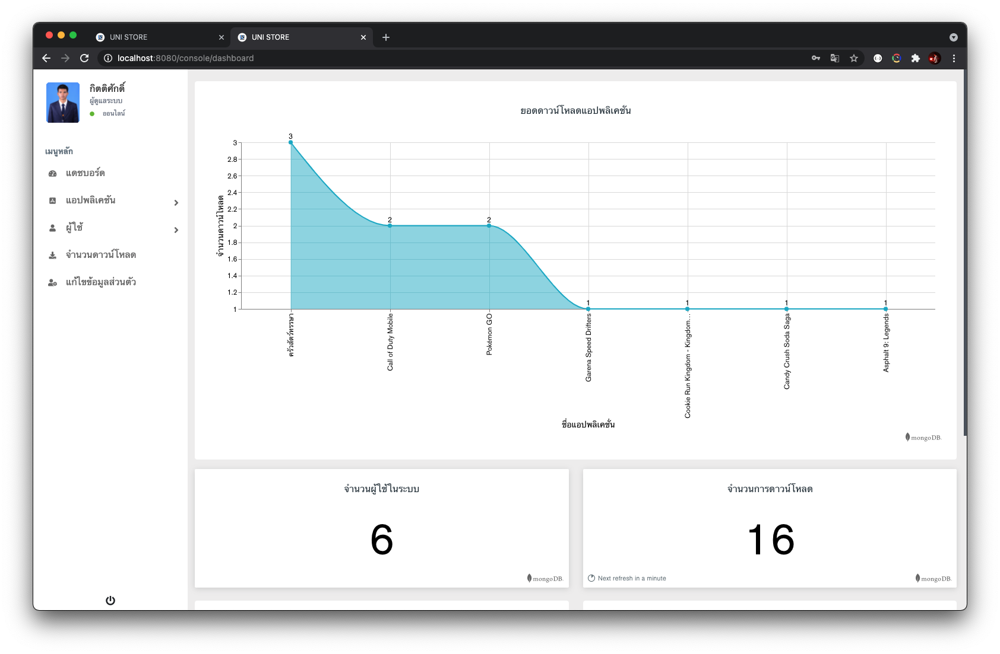 UNI STORE
UNI STORE
localhost:8080/console/dashboard
กิตติศักดิ์
ผู้ดูแลระบบ
ออนไลน์
เมนูหลัก
แดชบอร์ด
แอปพลิเคชัน
ผู้ใช้
จำนวนดาวน์โหลด
แก้ไขข้อมูลส่วนตัว
ยอดดาวน์โหลดแอปพลิเคชัน
จำนวนดาวน์โหลด
3
2.8
2.6
2.4
2.2
2
1.8
1.6
1.4
1.2
1
3
2
2
1
1
1
1
ครัวสัตว์หรรษา
Call of Duty Mobile
Pokémon GO
Garena Speed Drifters
Cookie Run Kingdom - Kingdom...
Candy Crush Soda Saga
Asphalt 9: Legends
ชื่อแอปพลิเคชั่น
mongoDB.
จำนวนผู้ใช้ในระบบ
6
mongoDB.
จำนวนการดาวน์โหลด
16
Next refresh in a minute
mongoDB.